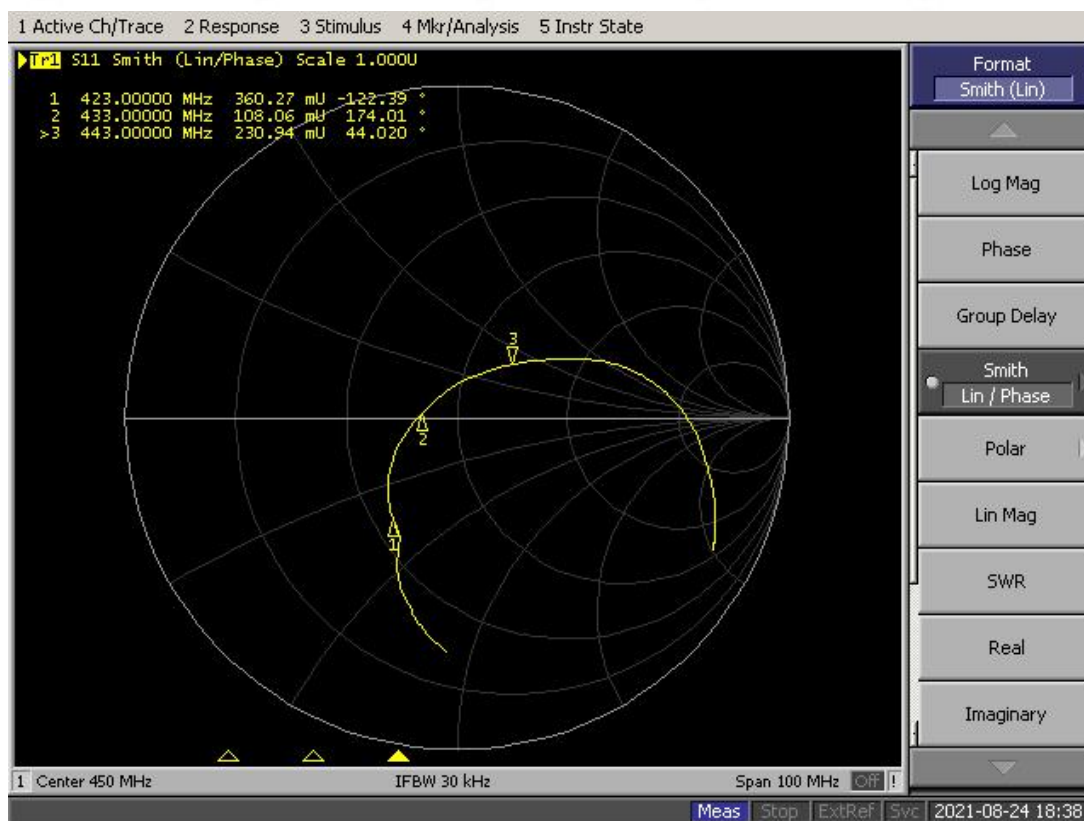 1 Active Ch/Trace 2 Response 3 Stimulus 4 Mkr/Analysis 5 Instr State
Tr1 S11 Smith (Lin/Phase) Scale 1.000U
1 423.00000 MHz 360.27 mU -122.39 °
2 433.00000 MHz 108.06 mU 174.01 °
>3 443.00000 MHz 230.94 mU 44.020 °
3
2
1
1 Center 450 MHz IFBW 30 kHz Span 100 MHz Off !
Format
Smith (Lin)
Log Mag
Phase
Group Delay
Smith
Lin / Phase
Polar
Lin Mag
SWR
Real
Imaginary
Meas Stop ExtRef Svc 2021-08-24 18:38